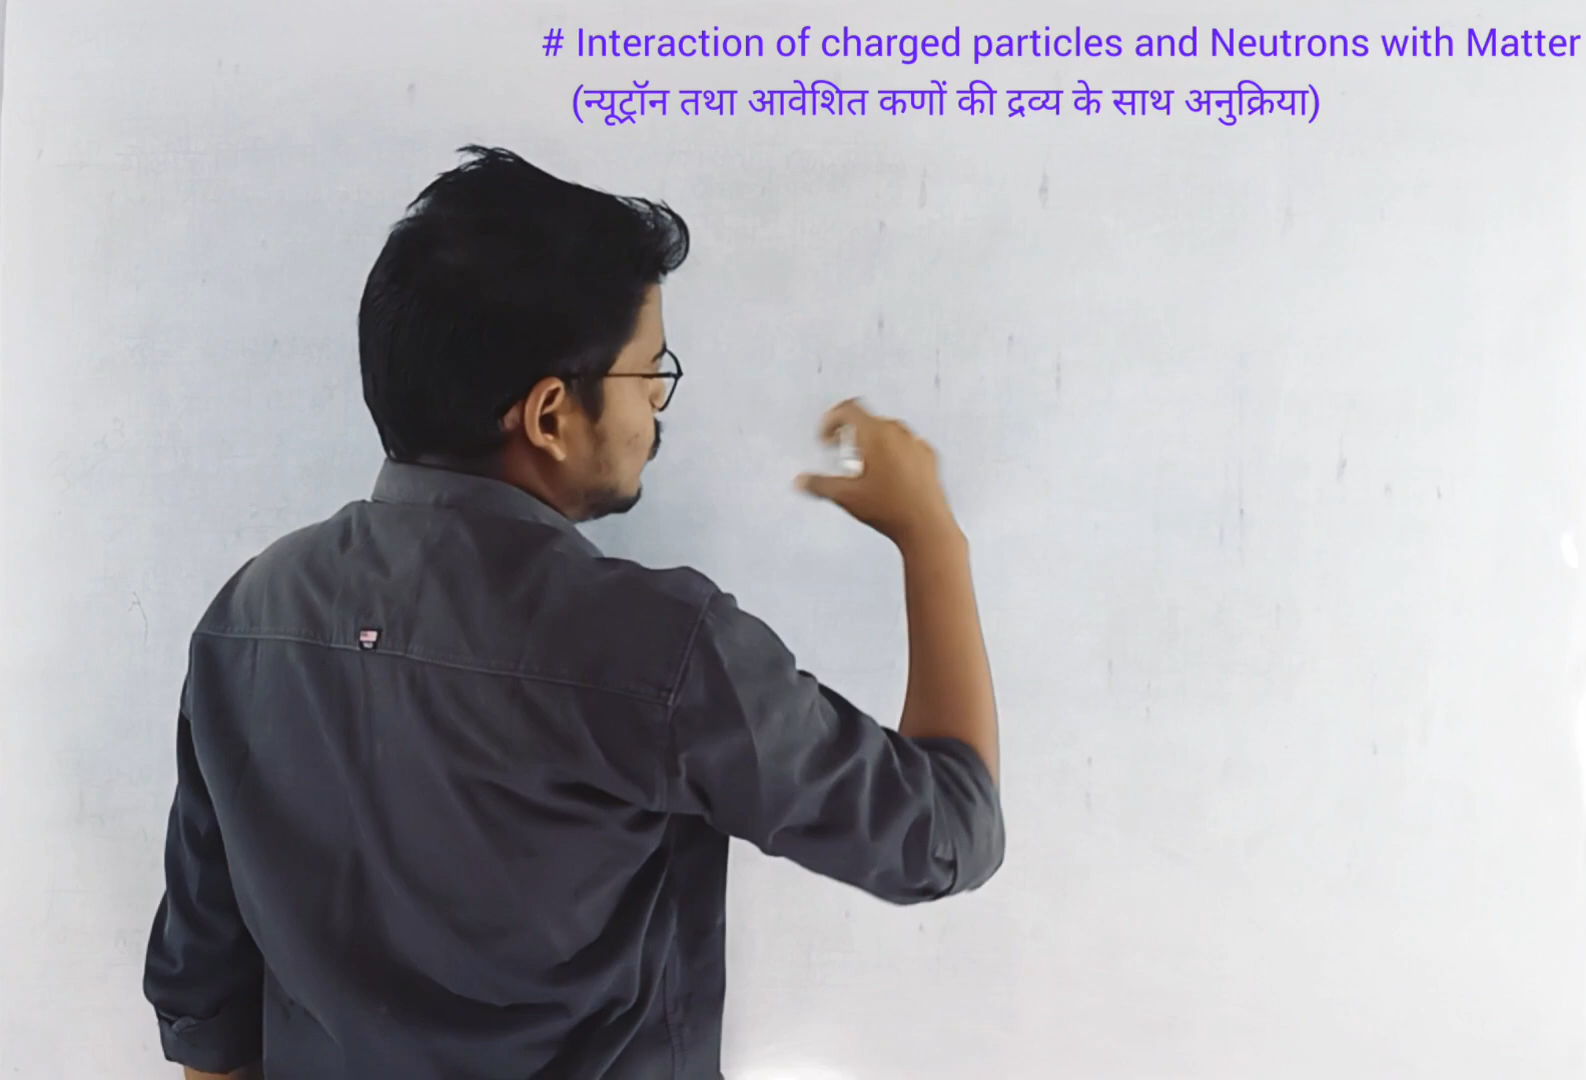 # Interaction of charged particles and Neutrons with Matter
(न्यूट्रॉन तथा आवेशित कणों की द्रव्य के साथ अनुक्रिया)